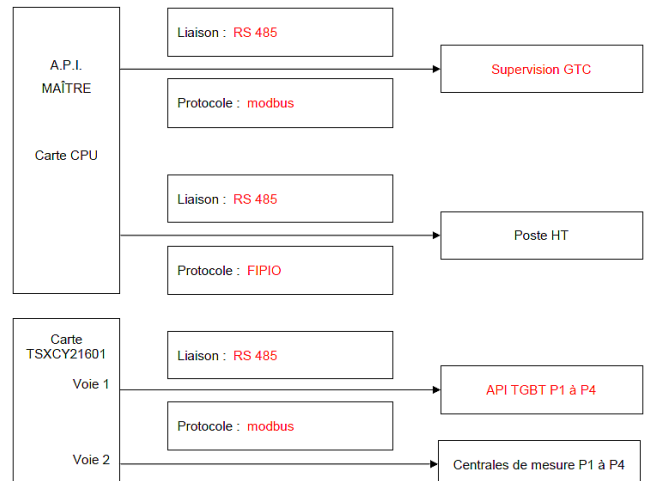 A.P.I.
MAÎTRE
Carte CPU
Liaison : RS 485
Protocole : modbus
Supervision GTC
Liaison : RS 485
Protocole : FIPIO
Poste HT
Carte
TSXCY21601
Voie 1
Liaison : RS 485
Protocole : modbus
API TGBT P1 à P4
Voie 2
Centrales de mesure P1 à P4